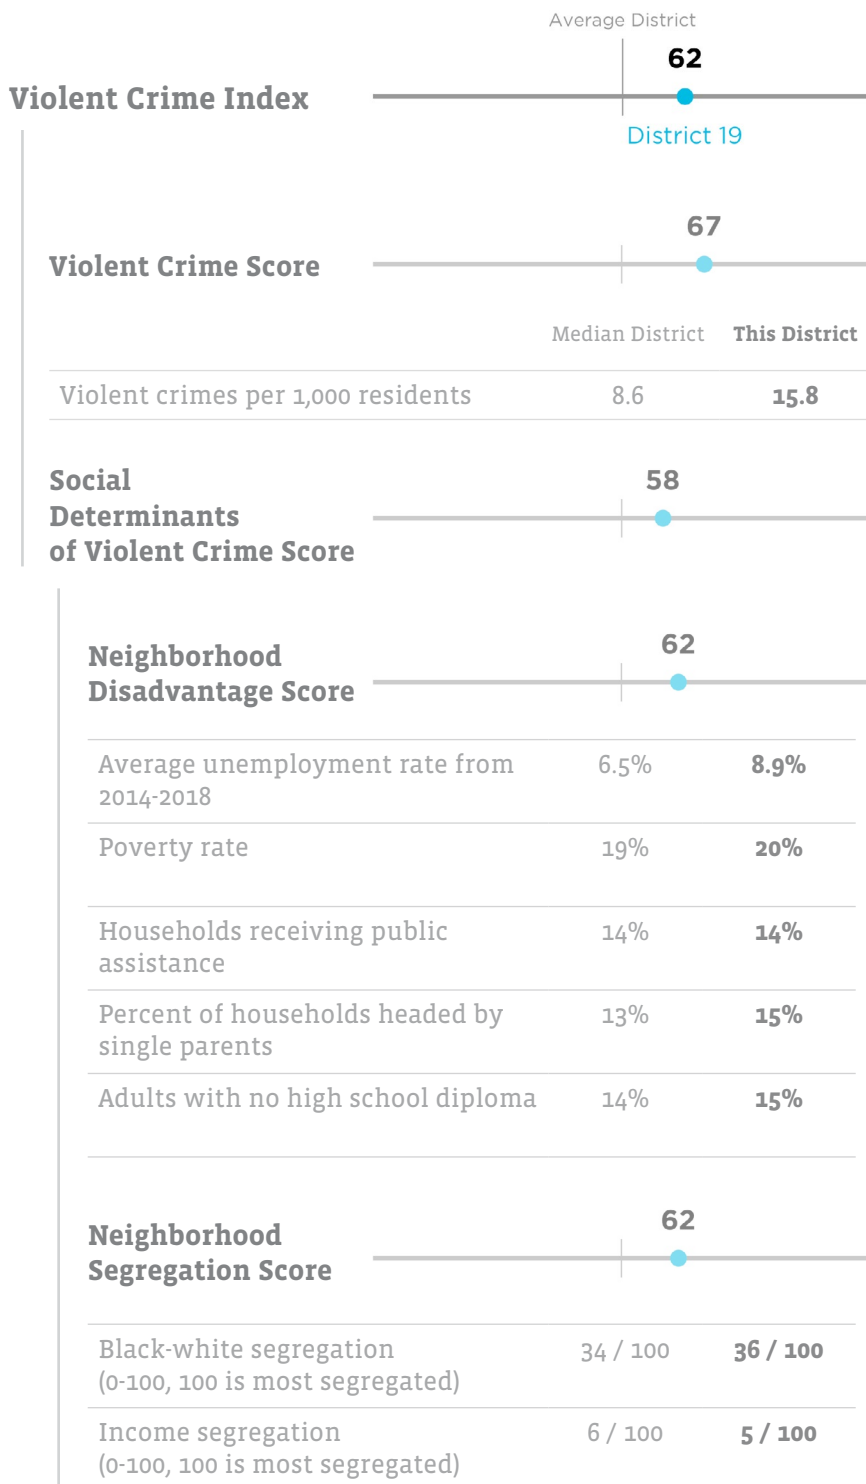 Average District
62
Violent Crime Index
District 19
67
Violent Crime Score
Median District This District
Violent crimes per 1,000 residents 8.6 15.8
Social
58
Determinants
of Violent Crime Score
62
Neighborhood
Disadvantage Score
Average unemployment rate from 6.5% 8.9%
2014-2018
Poverty rate 19% 20%
Households receiving public 14% 14%
assistance
Percent of households headed by 13% 15%
single parents
Adults with no high school diploma 14% 15%
62
Neighborhood
Segregation Score
Black-white segregation 34 / 100 36 / 100
(0-100, 100 is most segregated)
Income segregation 6 / 100 5 / 100
(0-100, 100 is most segregated)